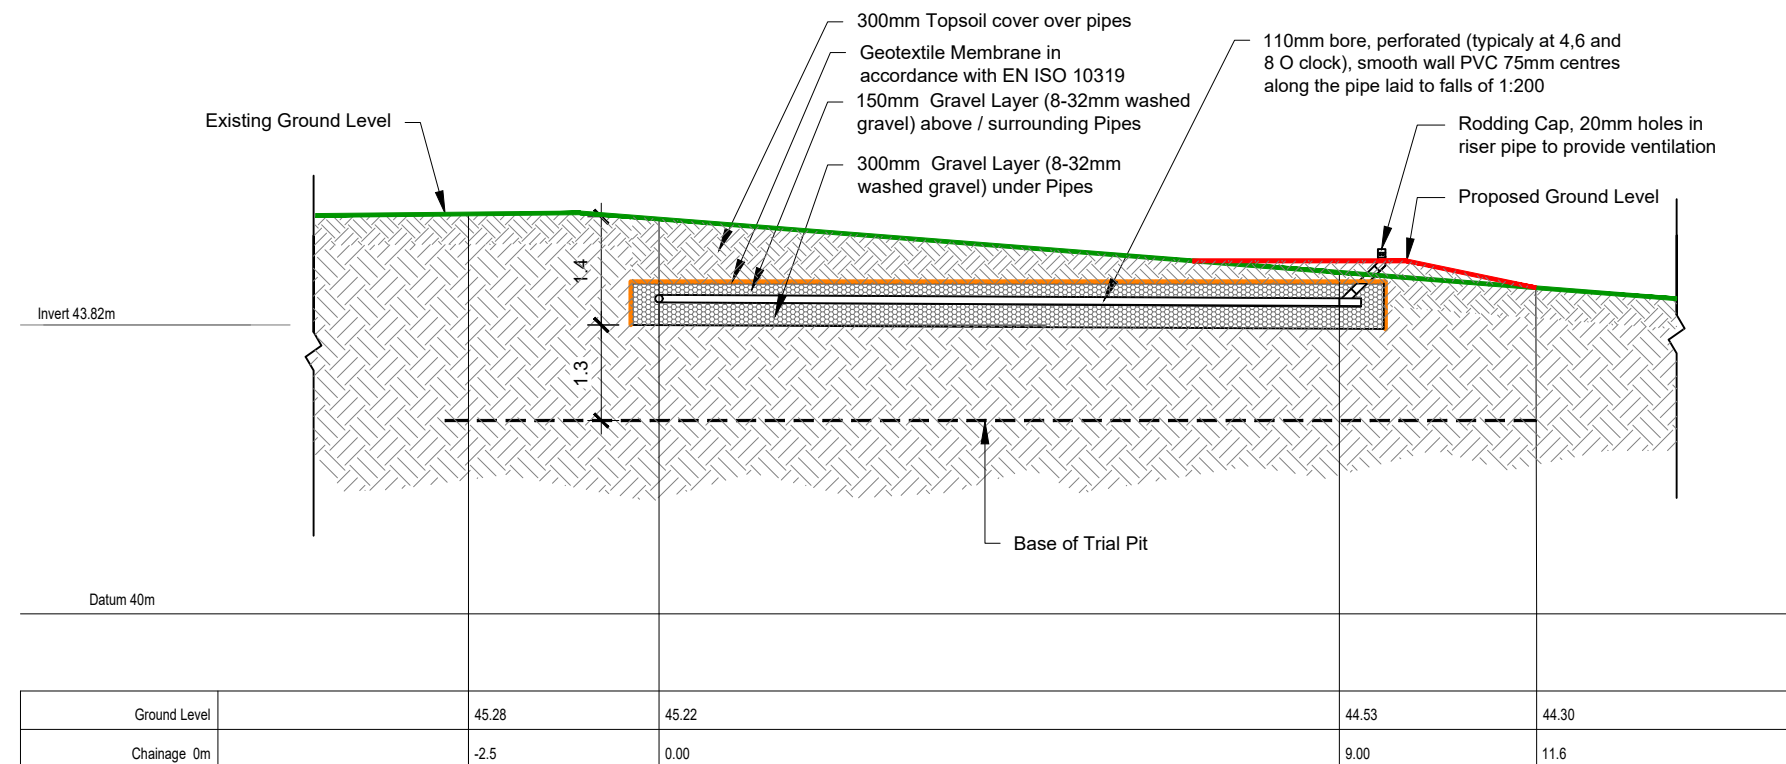 300mm Topsoil cover over pipes
Geotextile Membrane in
accordance with EN ISO 10319
150mm  Gravel Layer (8-32mm washed
gravel) above / surrounding Pipes
300mm  Gravel Layer (8-32mm
washed gravel) under Pipes
110mm bore, perforated (typicaly at 4,6 and
8 O clock), smooth wall PVC 75mm centres
along the pipe laid to falls of 1:200
Rodding Cap, 20mm holes in
riser pipe to provide ventilation
Proposed Ground Level
Existing Ground Level
1.4
Invert 43.82m
1.3
Base of Trial Pit
Datum 40m
Ground Level 45.28 45.22 44.53 44.30
Chainage 0m -2.5 0.00 9.00 11.6